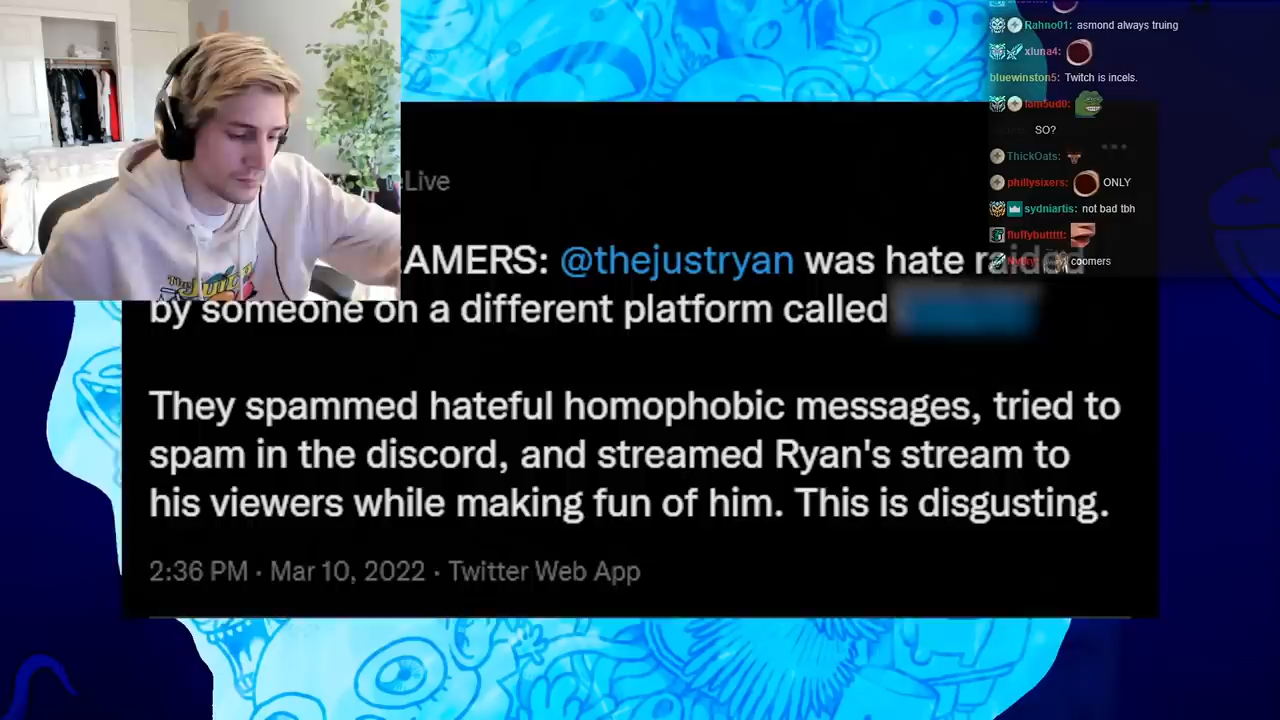 Live
AMERS: @thejustryan was hate raided
by someone on a different platform called
They spammed hateful homophobic messages, tried to
spam in the discord, and streamed Ryan's stream to
his viewers while making fun of him. This is disgusting.
2:36 PM · Mar 10, 2022 · Twitter Web App
Rahno01: asmond always truing
xluna4:
bluewinston5: Twitch is incels.
Iam5ud0:
SO?
ThickOats:
phillysixers: ONLY
sydniartis: not bad tbh
fluffybuttttt:
coomers